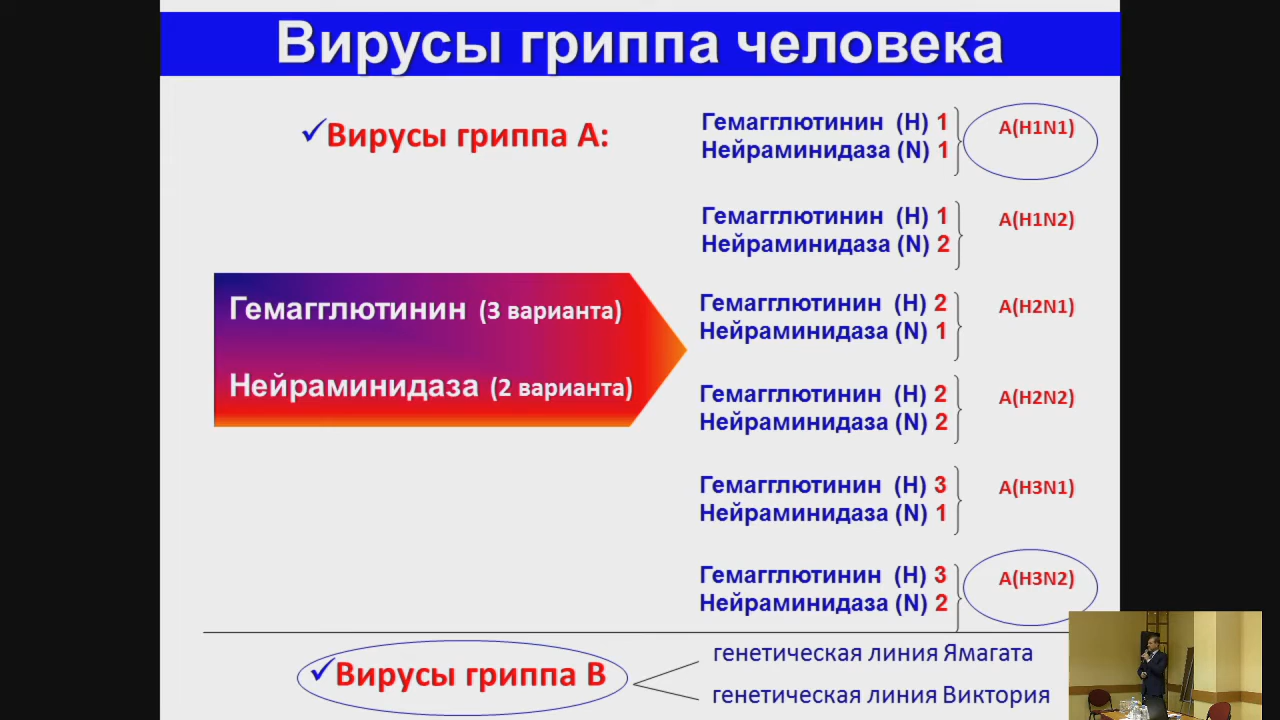 Вирусы гриппа человека
✓Вирусы гриппа А:
Гемагглютинин (H) 1
Нейраминидаза (N) 1
A(H1N1)
Гемагглютинин (H) 1
Нейраминидаза (N) 2
A(H1N2)
Гемагглютинин (3 варианта)
Нейраминидаза (2 варианта)
Гемагглютинин (H) 2
Нейраминидаза (N) 1
A(H2N1)
Гемагглютинин (H) 2
Нейраминидаза (N) 2
A(H2N2)
Гемагглютинин (H) 3
Нейраминидаза (N) 1
A(H3N1)
Гемагглютинин (H) 3
Нейраминидаза (N) 2
A(H3N2)
✓Вирусы гриппа В
генетическая линия Ямагата
генетическая линия Виктория